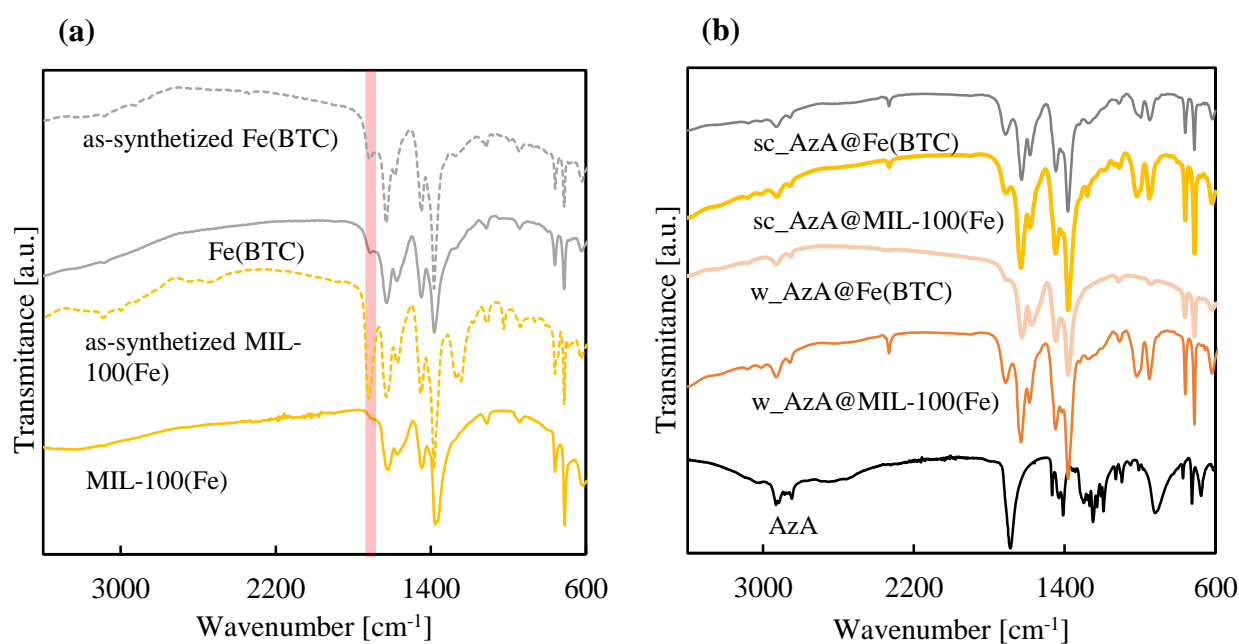 (a)
as-synthetized Fe(BTC)
Fe(BTC)
as-synthetized MIL-
100(Fe)
MIL-100(Fe)
Transmitance [a.u.]
3000 2200 1400 600
Wavenumber [cm-1]
(b)
sc_AzA@Fe(BTC)
sc_AzA@MIL-100(Fe)
w_AzA@Fe(BTC)
w_AzA@MIL-100(Fe)
AzA
Transmitance [a.u.]
3000 2200 1400 600
Wavenumber [cm-1]